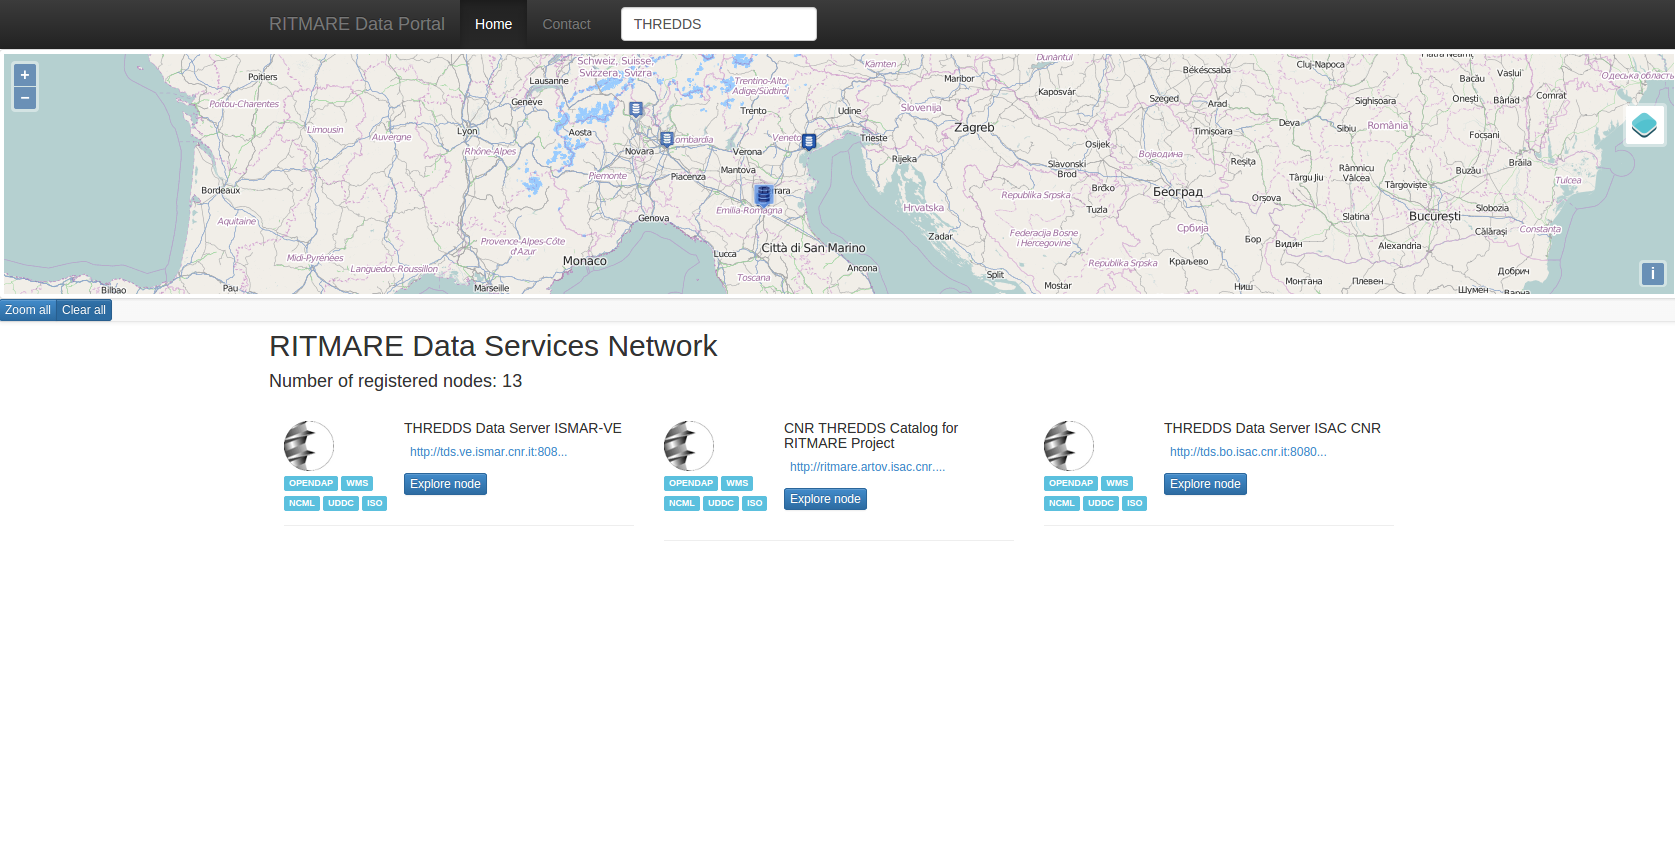 RITMARE Data Portal
Home
Contact
THREDDS
+
−
Poitiers
Poitou-Charentes
Limousin
Auvergne
Lyon
Rhône-Alpes
Bordeaux
Aquitaine
Midi-Pyrénées
Languedoc-Roussillon
Provence-Alpes-Côte
d'Azur
Bilbao
Pau
Marseille
Monaco
Lausanne
Genève
Schweiz, Suisse,
Svizzera, Svizra
Aosta
Novara
Lombardia
Piemonte
Piacenza
Genova
Trentino-Alto
Adige/Südtirol
Trento
Verona
Mantova
Veneto
Udine
Trieste
Emilia-Romagna
Lucca
Toscana
Città di San Marino
Ancona
Kärnten
Maribor
Slovenija
Zagreb
Rijeka
Hrvatska
Zadar
Split
Mostar
Federacija Bosne
i Hercegovine
Republika Srpska
Dunántúl
Kaposvár
Osijek
Slavonski
Brod
Brčko
Tuzla
Војводина
Београд
Србија
Republika Srpska
Краљево
Ниш
Бор
Видин
Монтана
Плевен
Békéscsaba
Szeged
Arad
Timișoara
Reșița
Orșova
Cluj-Napoca
Deva
Sibiu
Sighișoara
România
Râmnicu
Vâlcea
Târgu Jiu
Târgoviște
Slatina
București
Alexandria
Bacău
Vaslui
Onești
Bârlad
Comrat
Focșani
Brăila
Buzău
Slobozia
Călărași
Tulcea
Constanta
Добрич
Шумен
Варна
Одеська область
i
Zoom all
Clear all
RITMARE Data Services Network
Number of registered nodes: 13
THREDDS Data Server ISMAR-VE
http://tds.ve.ismar.cnr.it:808...
Explore node
OPENDAP WMS
NCML UDDC ISO
CNR THREDDS Catalog for
RITMARE Project
http://ritmare.artov.isac.cnr....
Explore node
OPENDAP WMS
NCML UDDC ISO
THREDDS Data Server ISAC CNR
http://tds.bo.isac.cnr.it:8080...
Explore node
OPENDAP WMS
NCML UDDC ISO